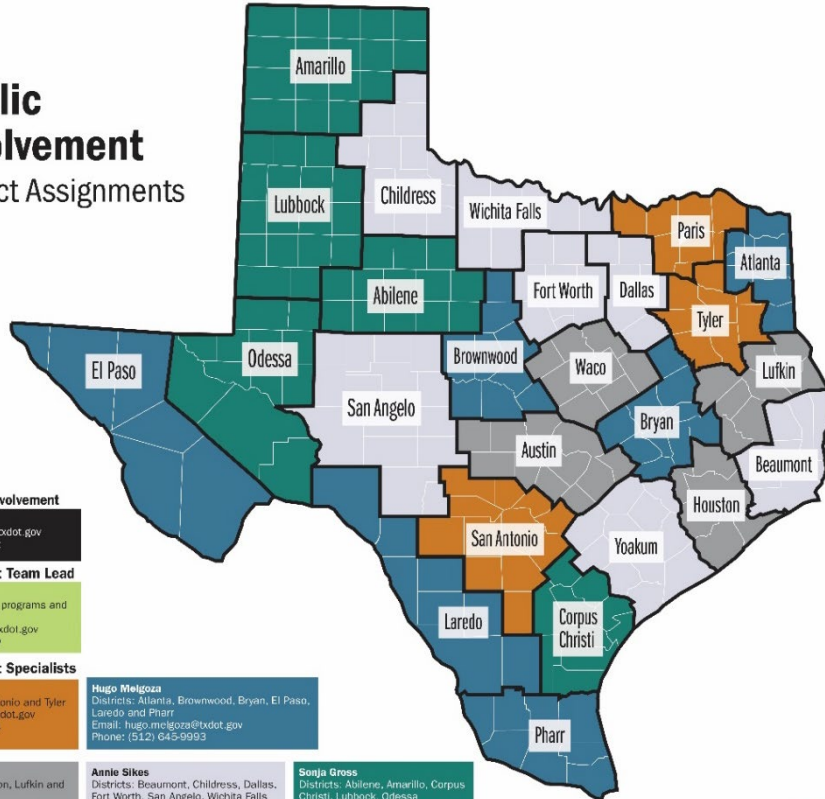 lic
olvement
ct Assignments
Amarillo
Lubbock
Childress
Wichita Falls
Paris
Atlanta
Abilene
Fort Worth
Dallas
Tyler
El Paso
Odessa
Brownwood
Waco
Lufkin
San Angelo
Bryan
Austin
Beaumont
Houston
San Antonio
Yoakum
Laredo
Corpus
Christi
Pharr
volvement
xdot.gov
t Team Lead
programs and
xdot.gov
t Specialists
onio and Tyler
dot.gov
Hugo Melgoza
Districts: Atlanta, Brownwood, Bryan, El Paso,
Laredo and Pharr
Email: hugo.melgoza@txdot.gov
Phone: (512) 645-9993
on, Lufkin and
Annie Sikes
Districts: Beaumont, Childress, Dallas,
Fort Worth, San Angelo, Wichita Falls
Sonja Gross
Districts: Abilene, Amarillo, Corpus
Christi, Lubbock, Odessa